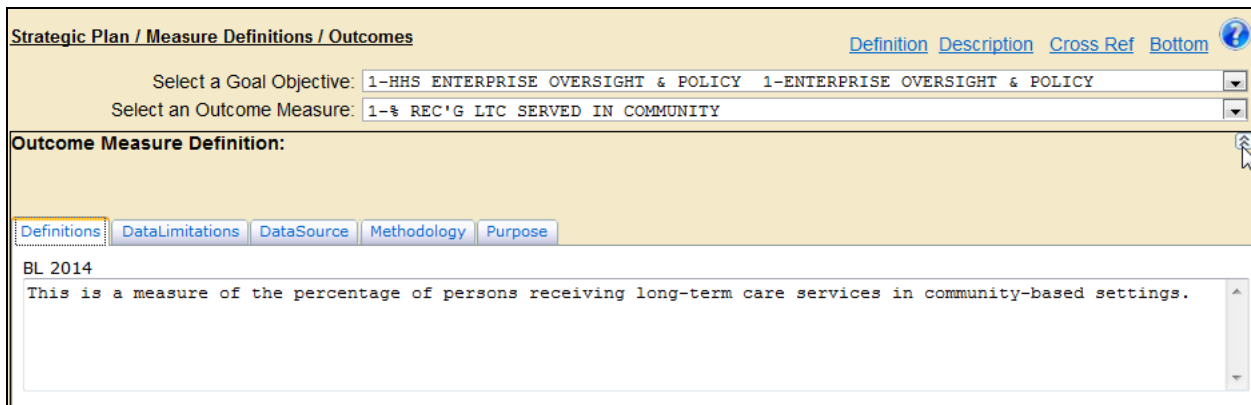 Strategic Plan / Measure Definitions / Outcomes
Definition Description Cross Ref Bottom ?
Select a Goal Objective: 1-HHS ENTERPRISE OVERSIGHT & POLICY 1-ENTERPRISE OVERSIGHT & POLICY
Select an Outcome Measure: 1-% REC'G LTC SERVED IN COMMUNITY
Outcome Measure Definition:
Definitions DataLimitations DataSource Methodology Purpose
BL 2014
This is a measure of the percentage of persons receiving long-term care services in community-based settings.